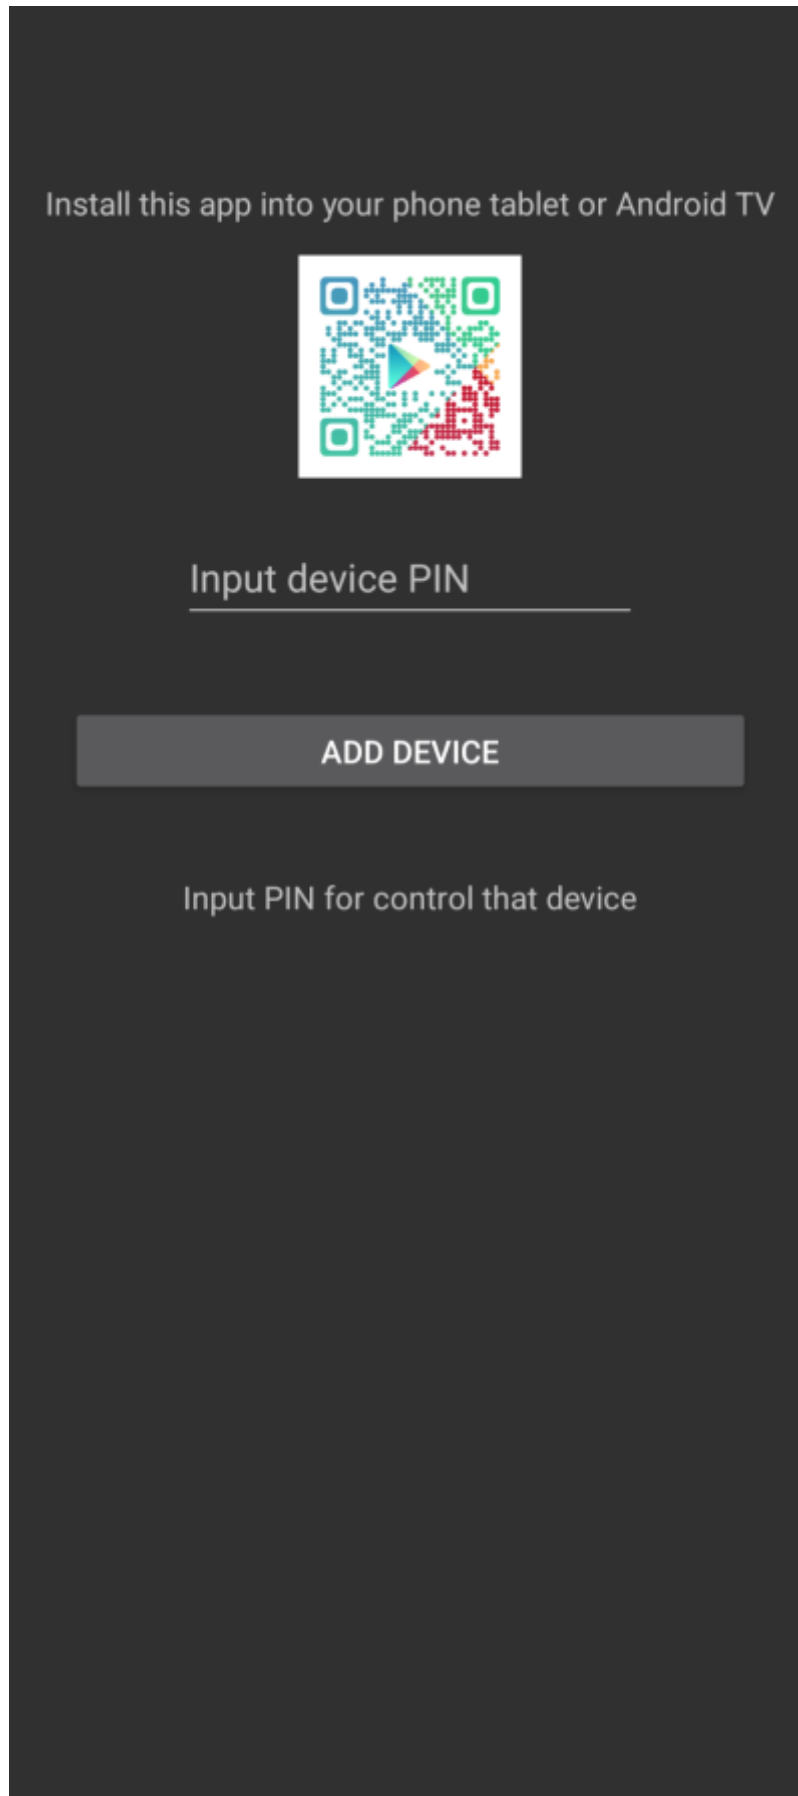 Install this app into your phone tablet or Android TV
Input device PIN
ADD DEVICE
Input PIN for control that device